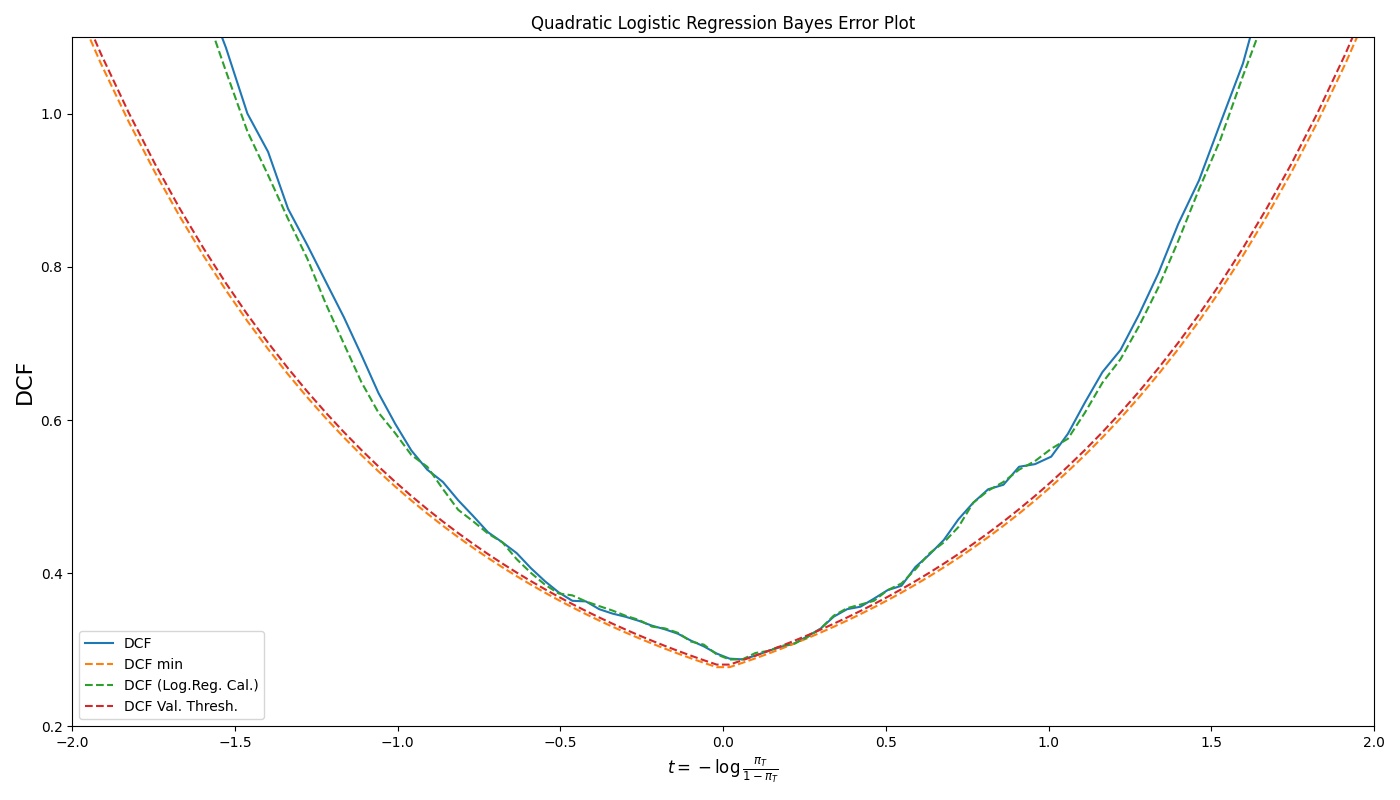 Quadratic Logistic Regression Bayes Error Plot
DCF
1.0
0.8
0.6
0.4
0.2
DCF
DCF min
DCF (Log.Reg. Cal.)
DCF Val. Thresh.
−2.0 −1.5 −1.0 −0.5 0.0 0.5 1.0 1.5 2.0
t = − log π_T / 1 − π_T